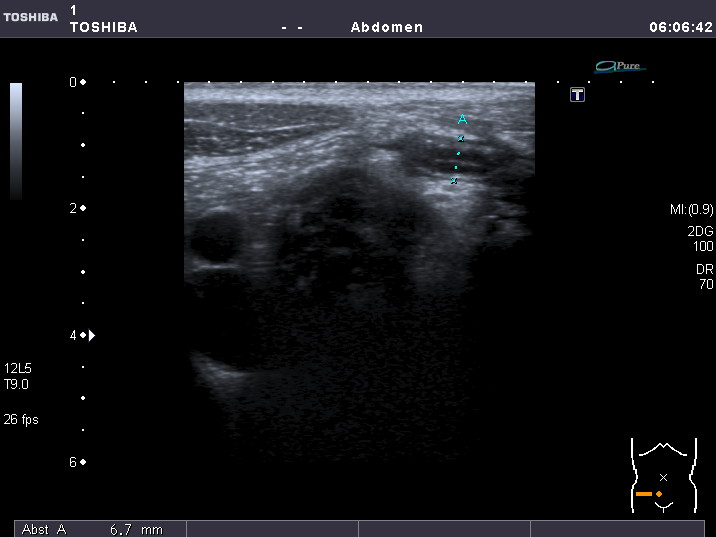 TOSHIBA
1
TOSHIBA - - Abdomen 06:06:42
Pure
T
A
0
2
4
6
MI:(0.9)
2DG
100
DR
70
12L5
T9.0
26 fps
Abst A 6.7 mm